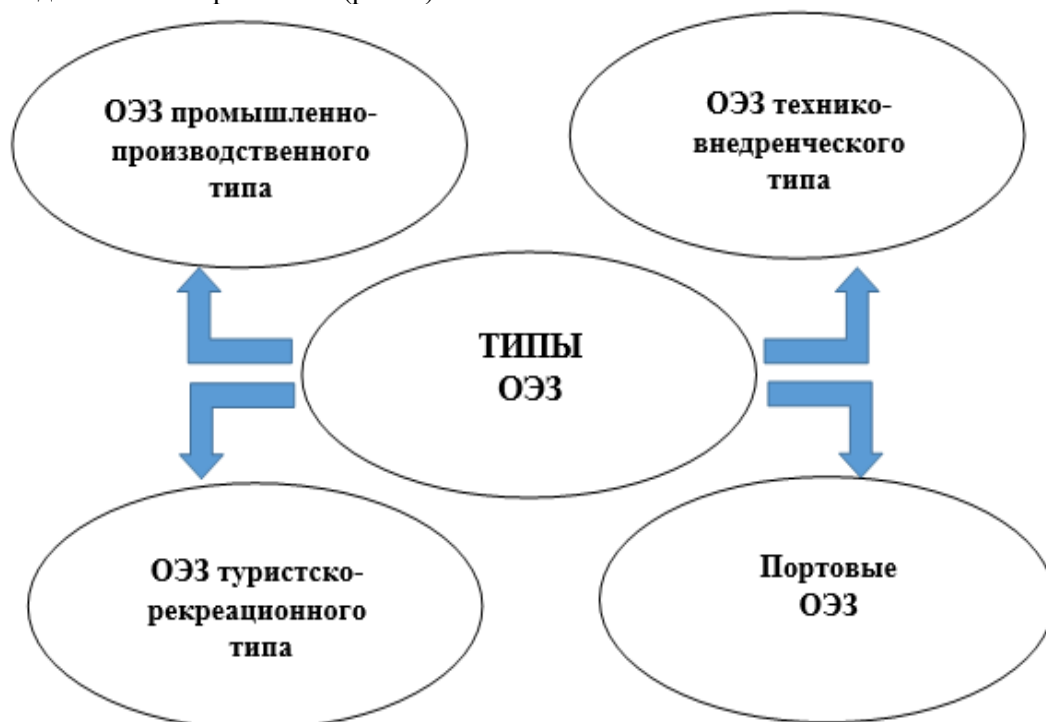 ОЭЗ промышленно-
производственного
типа
ОЭЗ технико-
внедренческого
типа
ТИПЫ
ОЭЗ
ОЭЗ туристско-
рекреационного
типа
Портовые
ОЭЗ